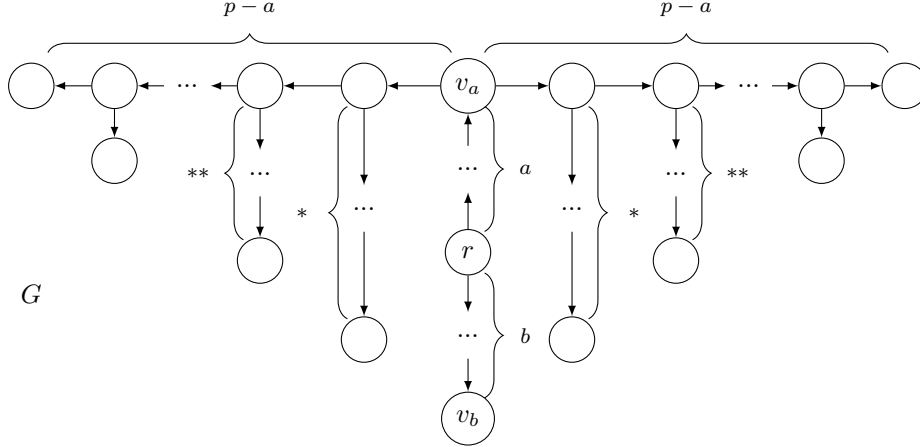 p − a p − a
... v_a ...
** ... ... a ... **
* ... ... *
r
G
... b
v_b